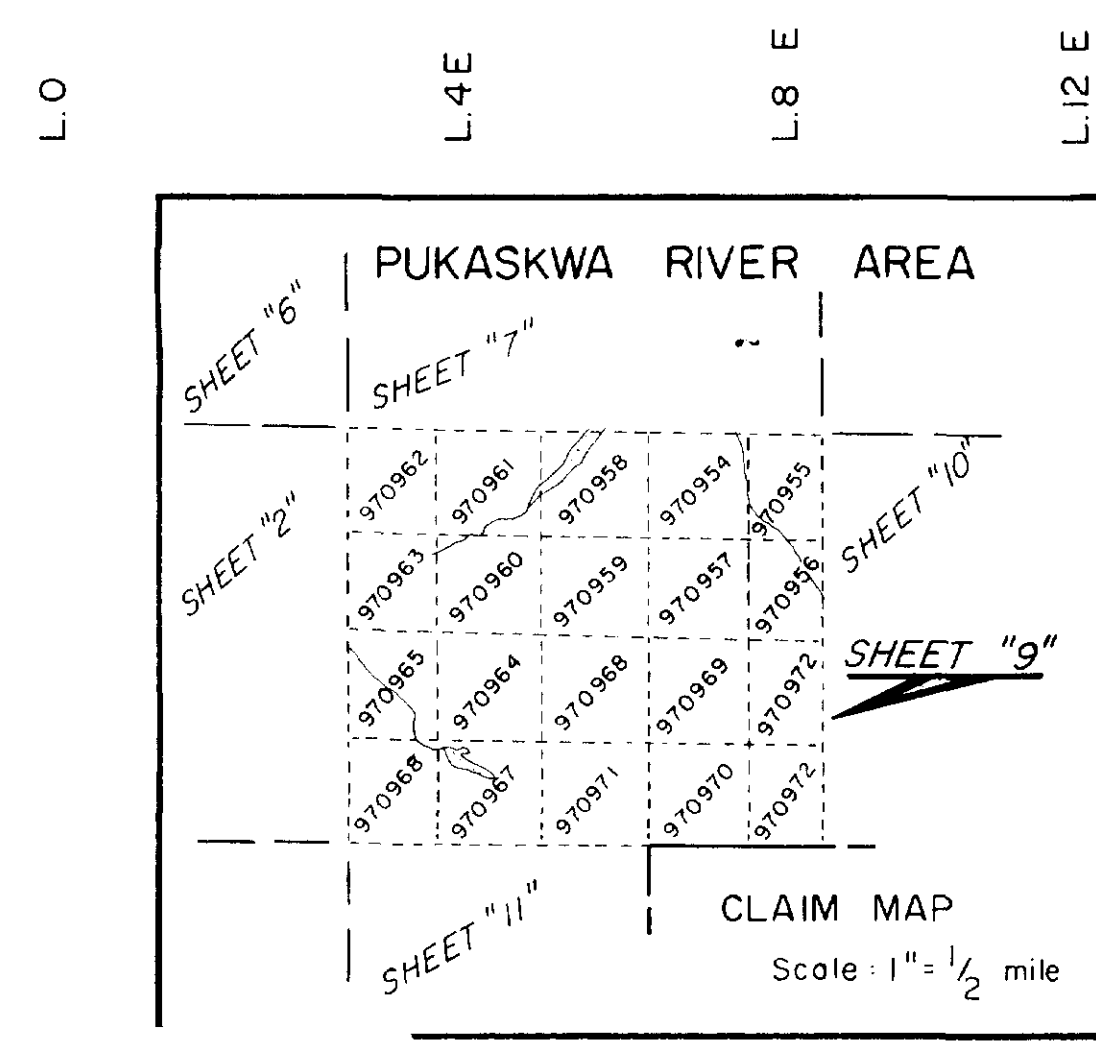 L.O L.4E L.8 E L.12 E
PUKASKWA RIVER AREA
SHEET "6"
SHEET "7"
970962 970961 970958 970954 970955
SHEET "2"
SHEET "10"
970963 970960 970959 970957 970956
SHEET "9"
970965 970964 970968 970969 970972
970968 970967 970971 970970 970972
SHEET "11"
CLAIM MAP
Scale : 1" = 1/2 mile